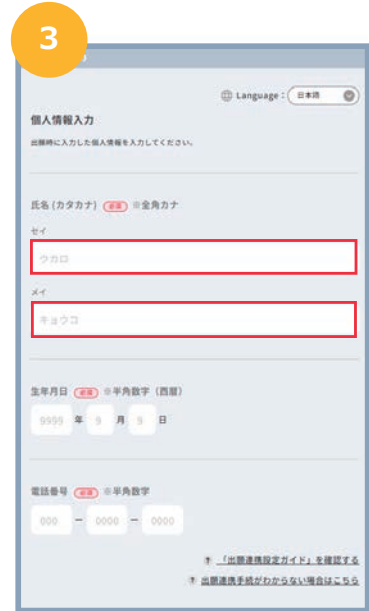 3
Language : 日本語
個人情報入力
出願時に入力した個人情報を入力してください。
氏名(カタカナ) 必須 ※全角カナ
セイ
ウカロ
メイ
キョウコ
生年月日 必須 ※半角数字(西暦)
9999 年 9 月 9 日
電話番号 必須 ※半角数字
000 - 0000 - 0000
? 「出願連携設定ガイド」を確認する
? 出願連携手続がわからない場合はこちら